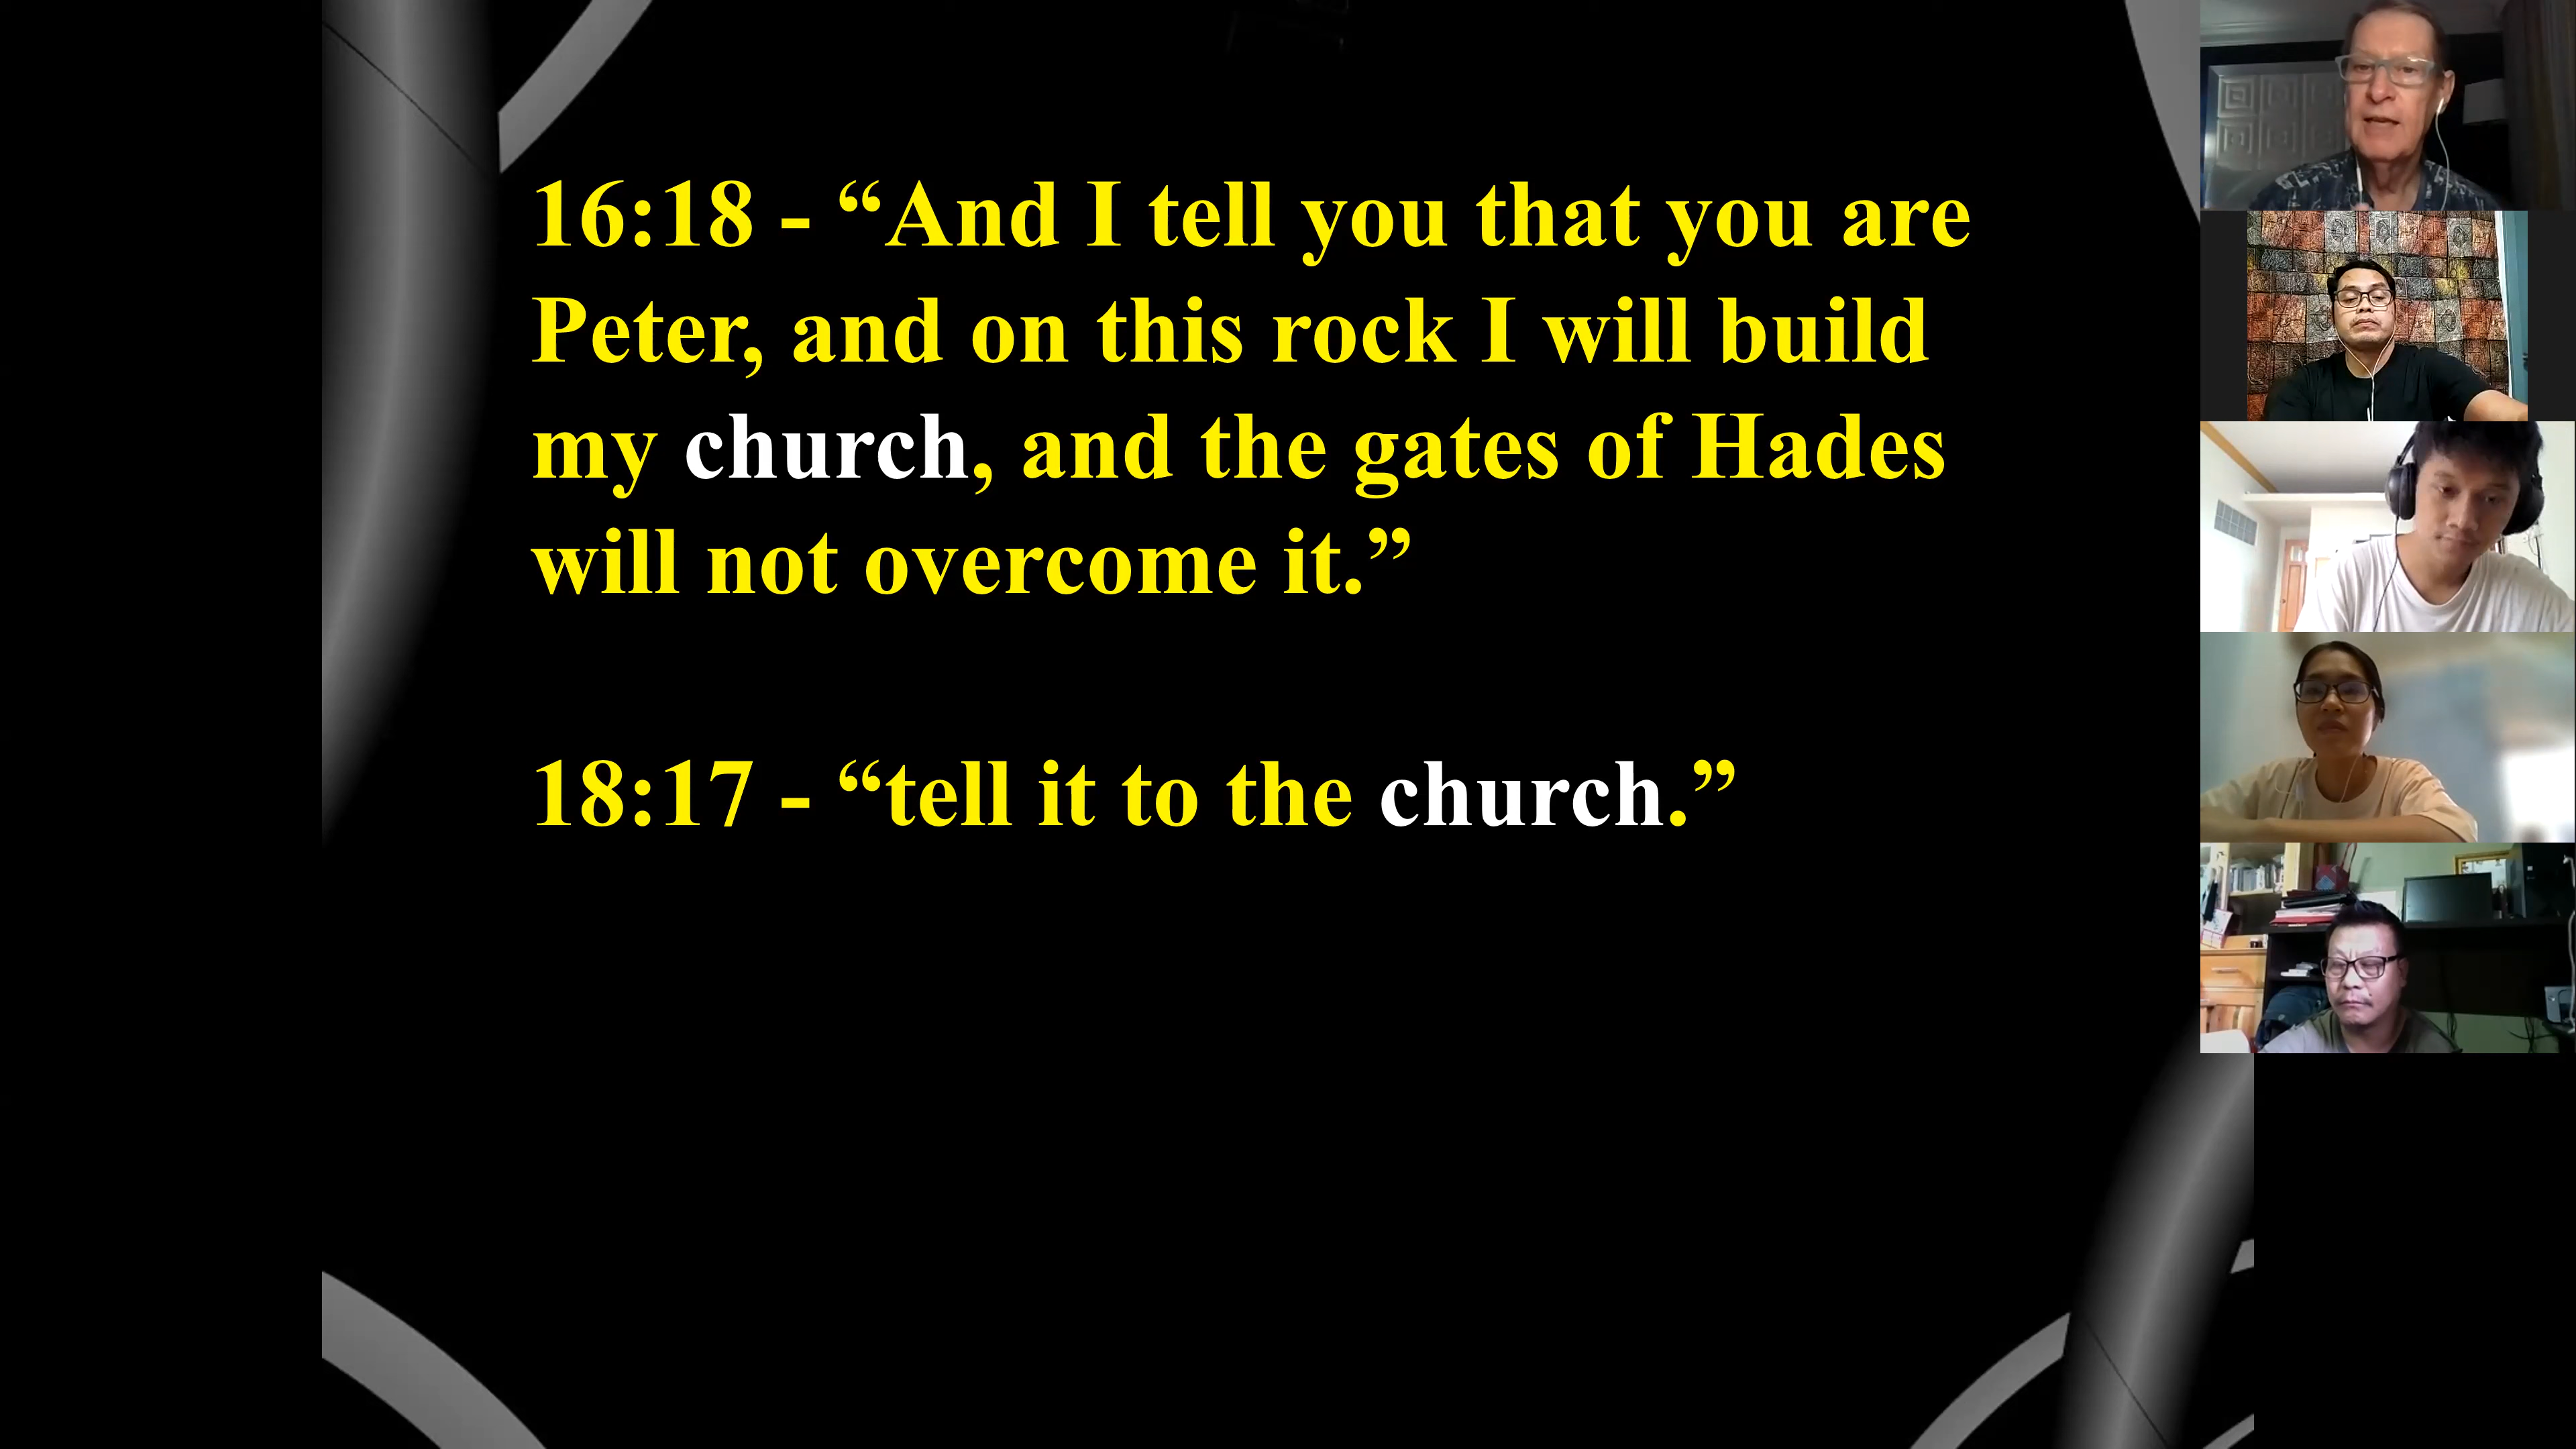 16:18 - “And I tell you that you are
Peter, and on this rock I will build
my church, and the gates of Hades
will not overcome it.”
18:17 - “tell it to the church.”